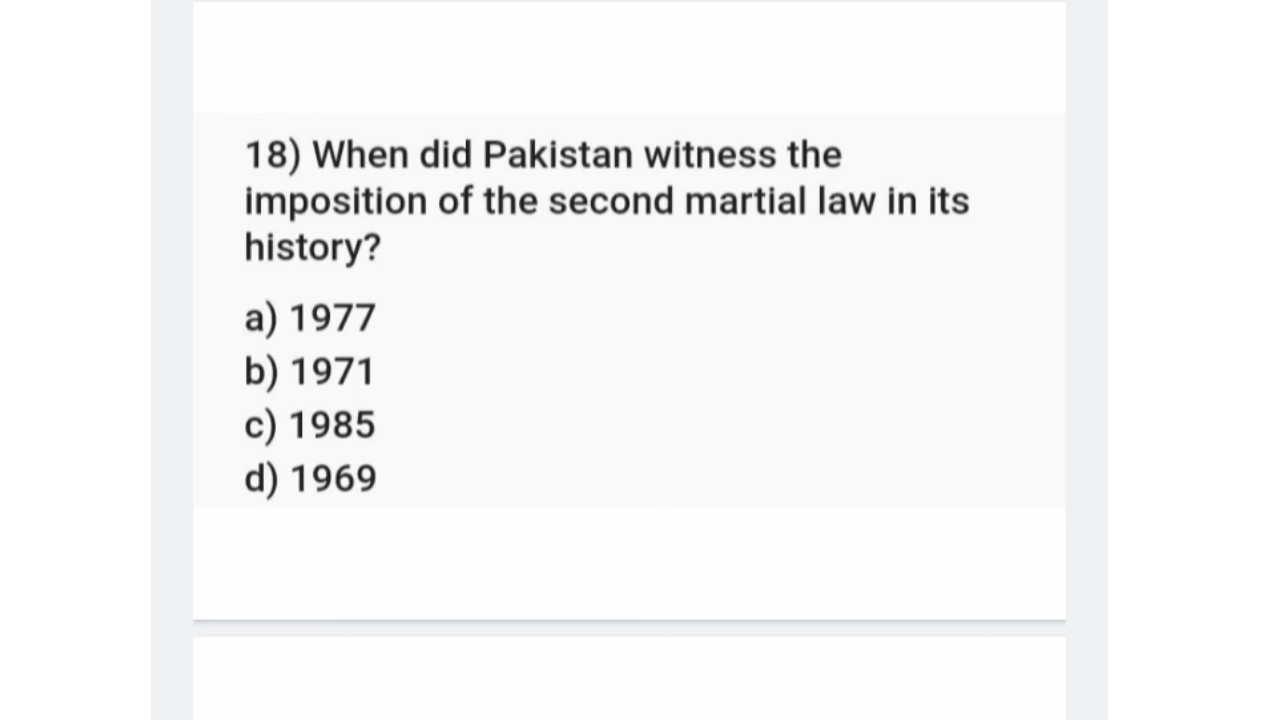 18) When did Pakistan witness the
imposition of the second martial law in its
history?
a) 1977
b) 1971
c) 1985
d) 1969